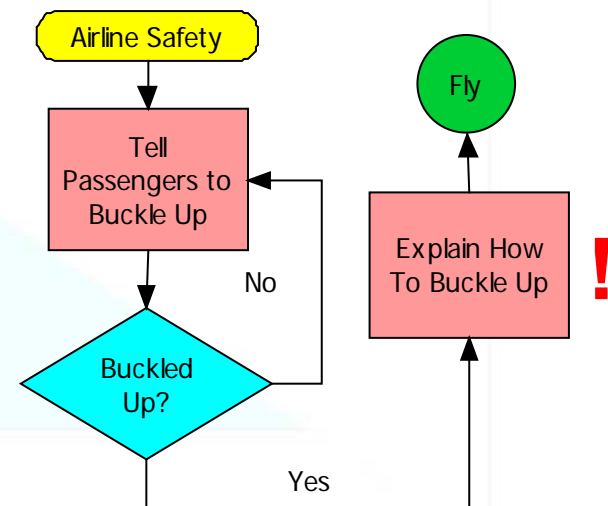 Airline Safety
Tell
Passengers to
Buckle Up
No
Buckled
Up?
Yes
Explain How
To Buckle Up
!
Fly